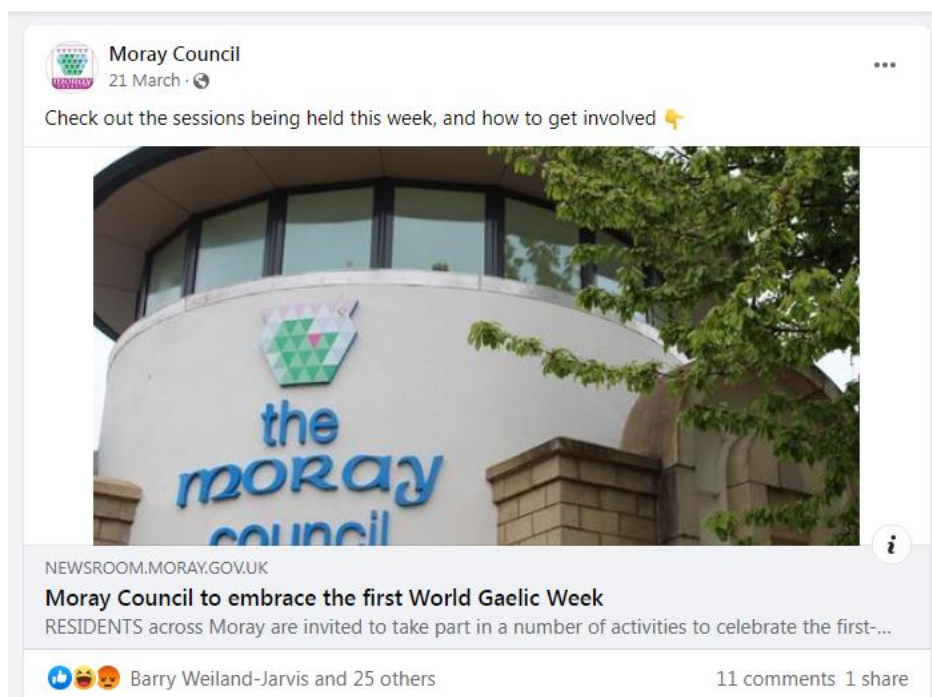 Moray Council
21 March
Check out the sessions being held this week, and how to get involved 👇
the
moray
council
NEWSROOM.MORAY.GOV.UK
Moray Council to embrace the first World Gaelic Week
RESIDENTS across Moray are invited to take part in a number of activities to celebrate the first-...
Barry Weiland-Jarvis and 25 others
11 comments 1 share